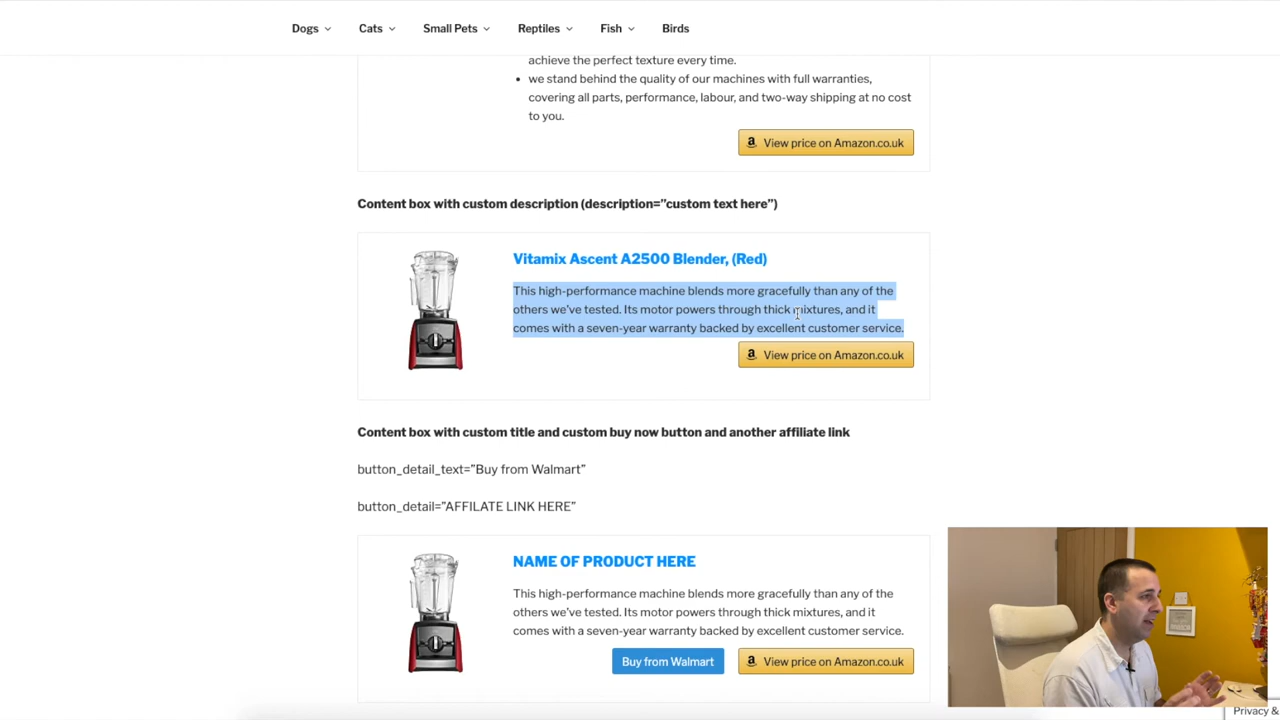 Dogs Cats Small Pets Reptiles Fish Birds
achieve the perfect texture every time.
we stand behind the quality of our machines with full warranties,
covering all parts, performance, labour, and two-way shipping at no cost
to you.
View price on Amazon.co.uk
Content box with custom description (description=”custom text here”)
Vitamix Ascent A2500 Blender, (Red)
This high-performance machine blends more gracefully than any of the
others we’ve tested. Its motor powers through thick mixtures, and it
comes with a seven-year warranty backed by excellent customer service.
View price on Amazon.co.uk
Content box with custom title and custom buy now button and another affiliate link
button_detail_text=”Buy from Walmart”
button_detail=”AFFILATE LINK HERE”
NAME OF PRODUCT HERE
This high-performance machine blends more gracefully than any of the
others we’ve tested. Its motor powers through thick mixtures, and it
comes with a seven-year warranty backed by excellent customer service.
Buy from Walmart View price on Amazon.co.uk
Privacy &